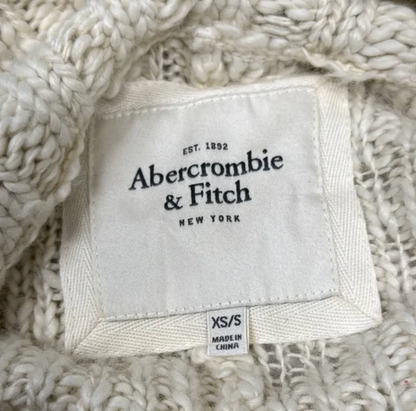 EST. 1892
Abercrombie
& Fitch
NEW YORK
XS/S
MADE IN
CHINA